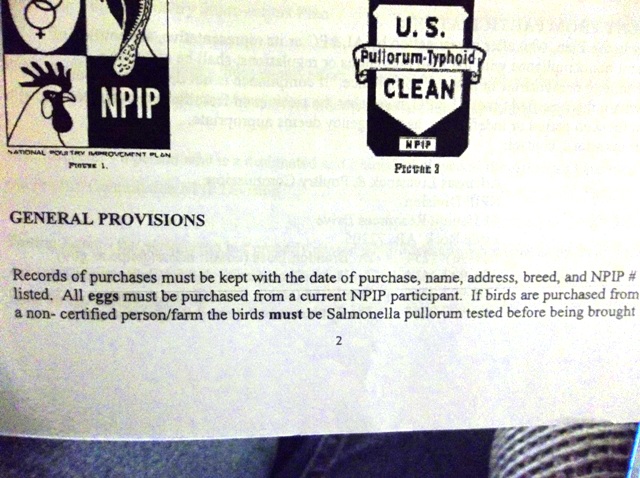 NPIP
NATIONAL POULTRY IMPROVEMENT PLAN
FIGURE 1.
U. S.
Pullorum-Typhoid
CLEAN
NPIP
FIGURE 3
GENERAL PROVISIONS
Records of purchases must be kept with the date of purchase, name, address, breed, and NPIP #
listed. All eggs must be purchased from a current NPIP participant. If birds are purchased from
a non- certified person/farm the birds must be Salmonella pullorum tested before being brought
2